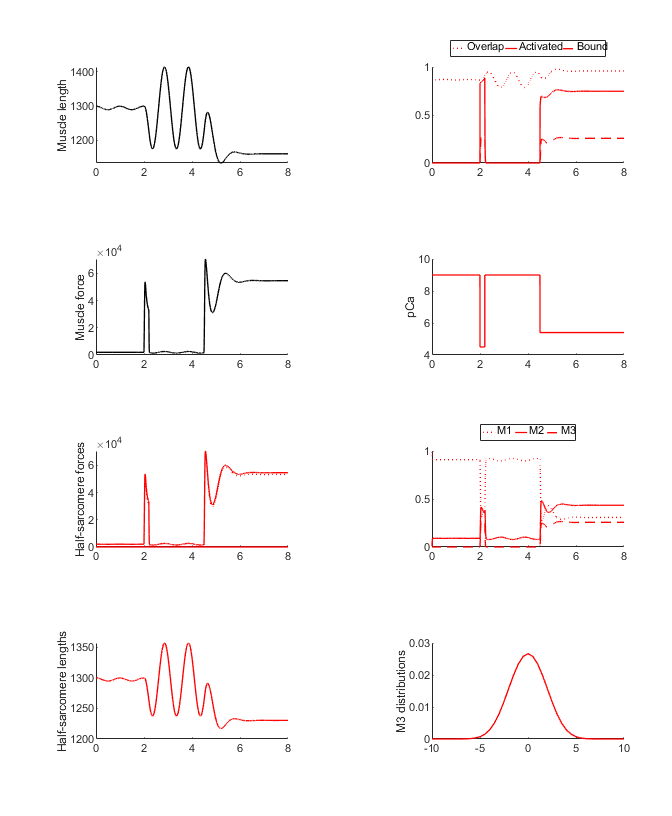 Overlap Activated Bound
Muscle length
1400
1300
1200
0 2 4 6 8
1
0.5
0
0 2 4 6 8
Muscle force
×10^4
6
4
2
0
0 2 4 6 8
pCa
10
8
6
4
0 2 4 6 8
M1 M2 M3
Half-sarcomere forces
×10^4
6
4
2
0
0 2 4 6 8
1
0.5
0
0 2 4 6 8
Half-sarcomere lengths
1350
1300
1250
1200
0 2 4 6 8
M3 distributions
0.03
0.02
0.01
0
-10 -5 0 5 10